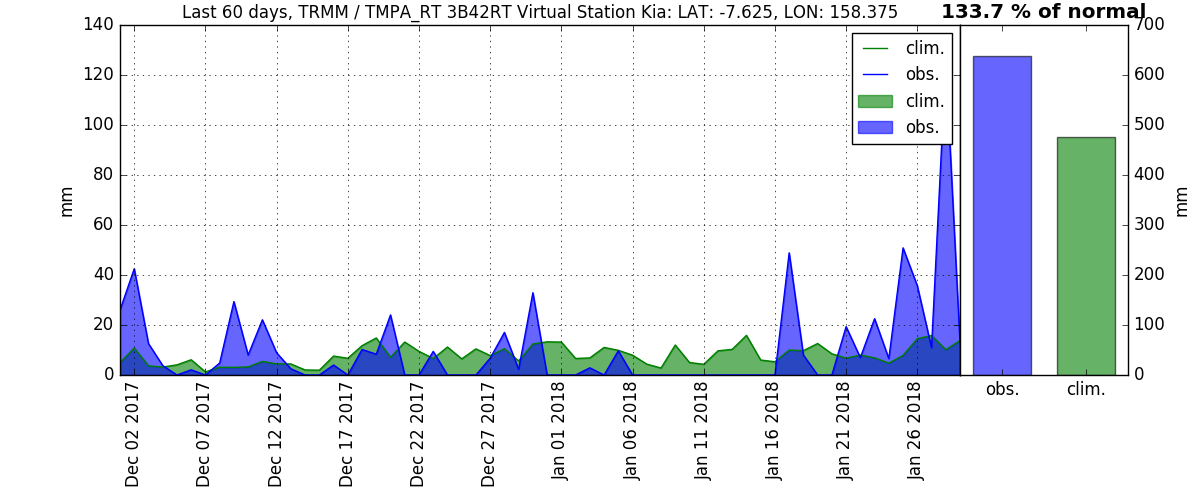 Last 60 days, TRMM / TMPA_RT 3B42RT Virtual Station Kia: LAT: -7.625, LON: 158.375
133.7 % of normal
140
120
100
80
60
40
20
0
mm
clim.
obs.
clim.
obs.
700
600
500
400
300
200
100
0
mm
Dec 02 2017
Dec 07 2017
Dec 12 2017
Dec 17 2017
Dec 22 2017
Dec 27 2017
Jan 01 2018
Jan 06 2018
Jan 11 2018
Jan 16 2018
Jan 21 2018
Jan 26 2018
obs.
clim.